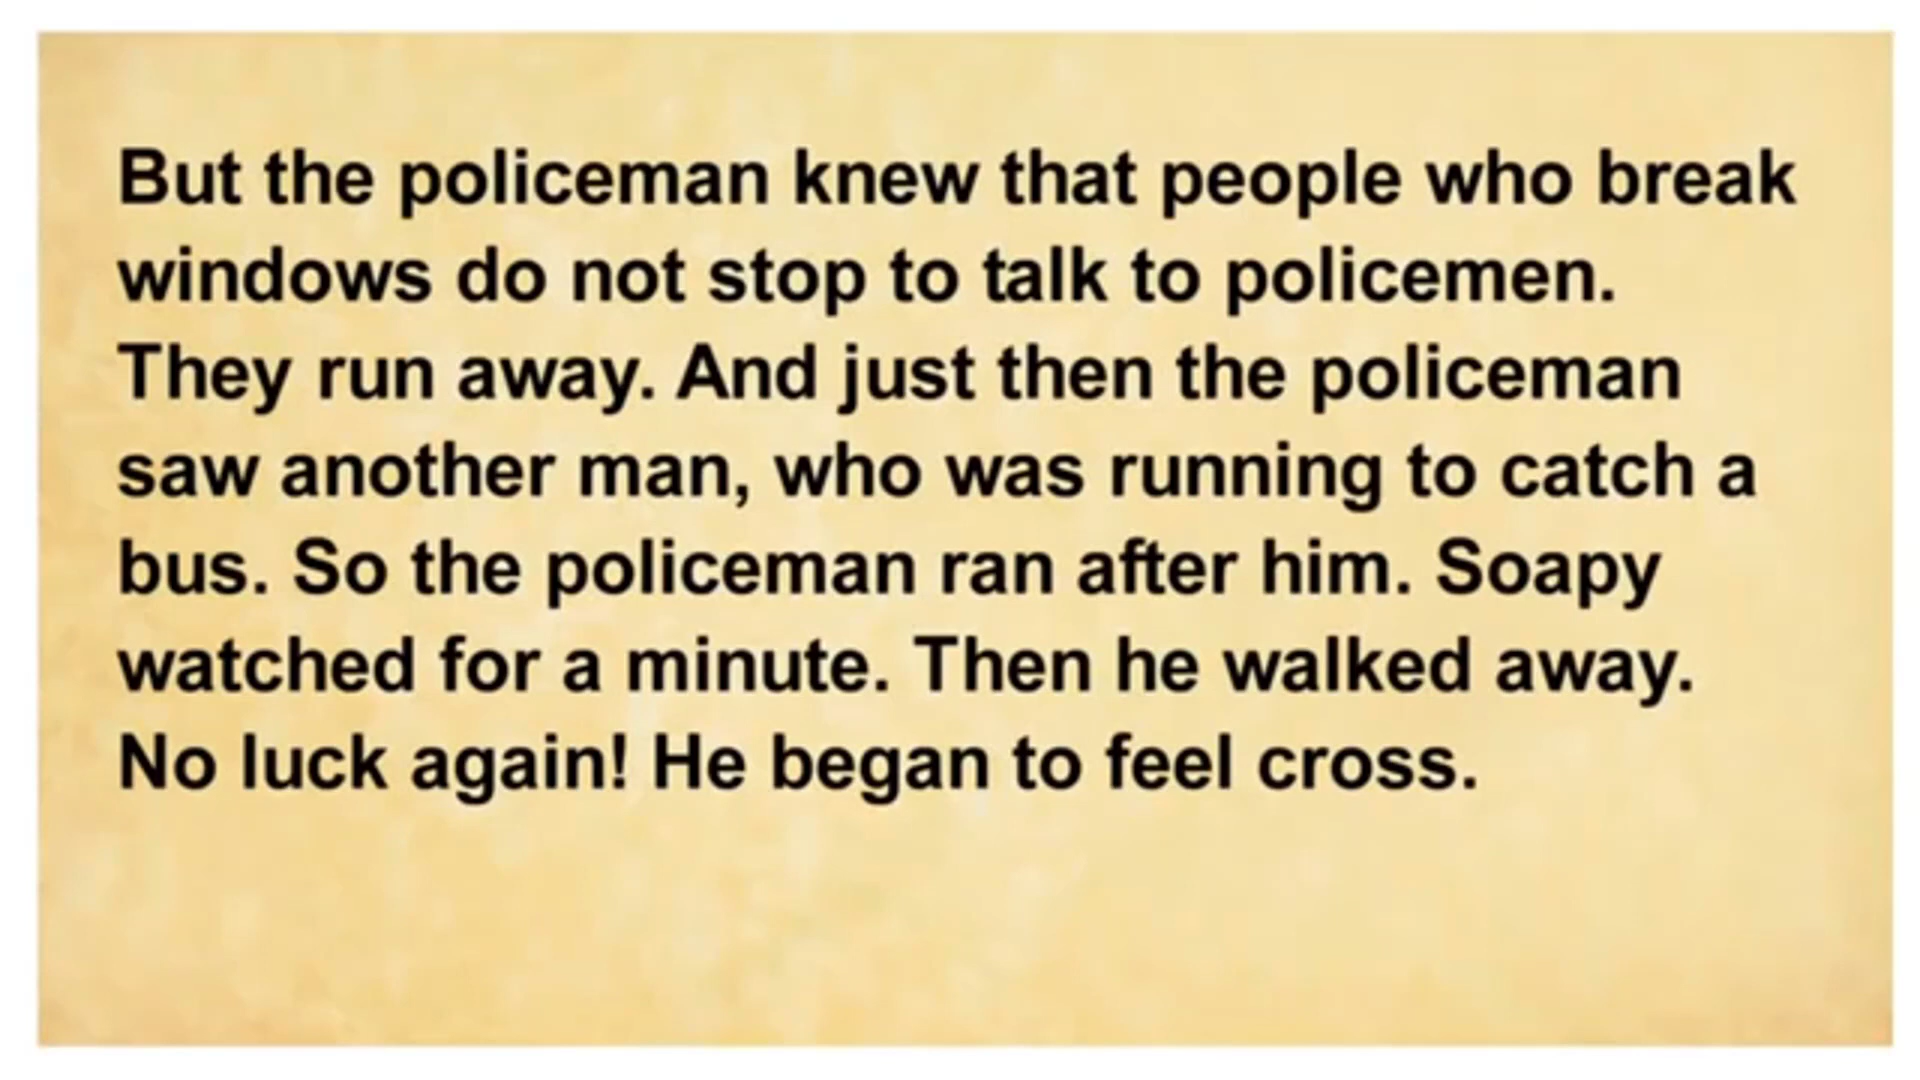 But the policeman knew that people who break
windows do not stop to talk to policemen.
They run away. And just then the policeman
saw another man, who was running to catch a
bus. So the policeman ran after him. Soapy
watched for a minute. Then he walked away.
No luck again! He began to feel cross.